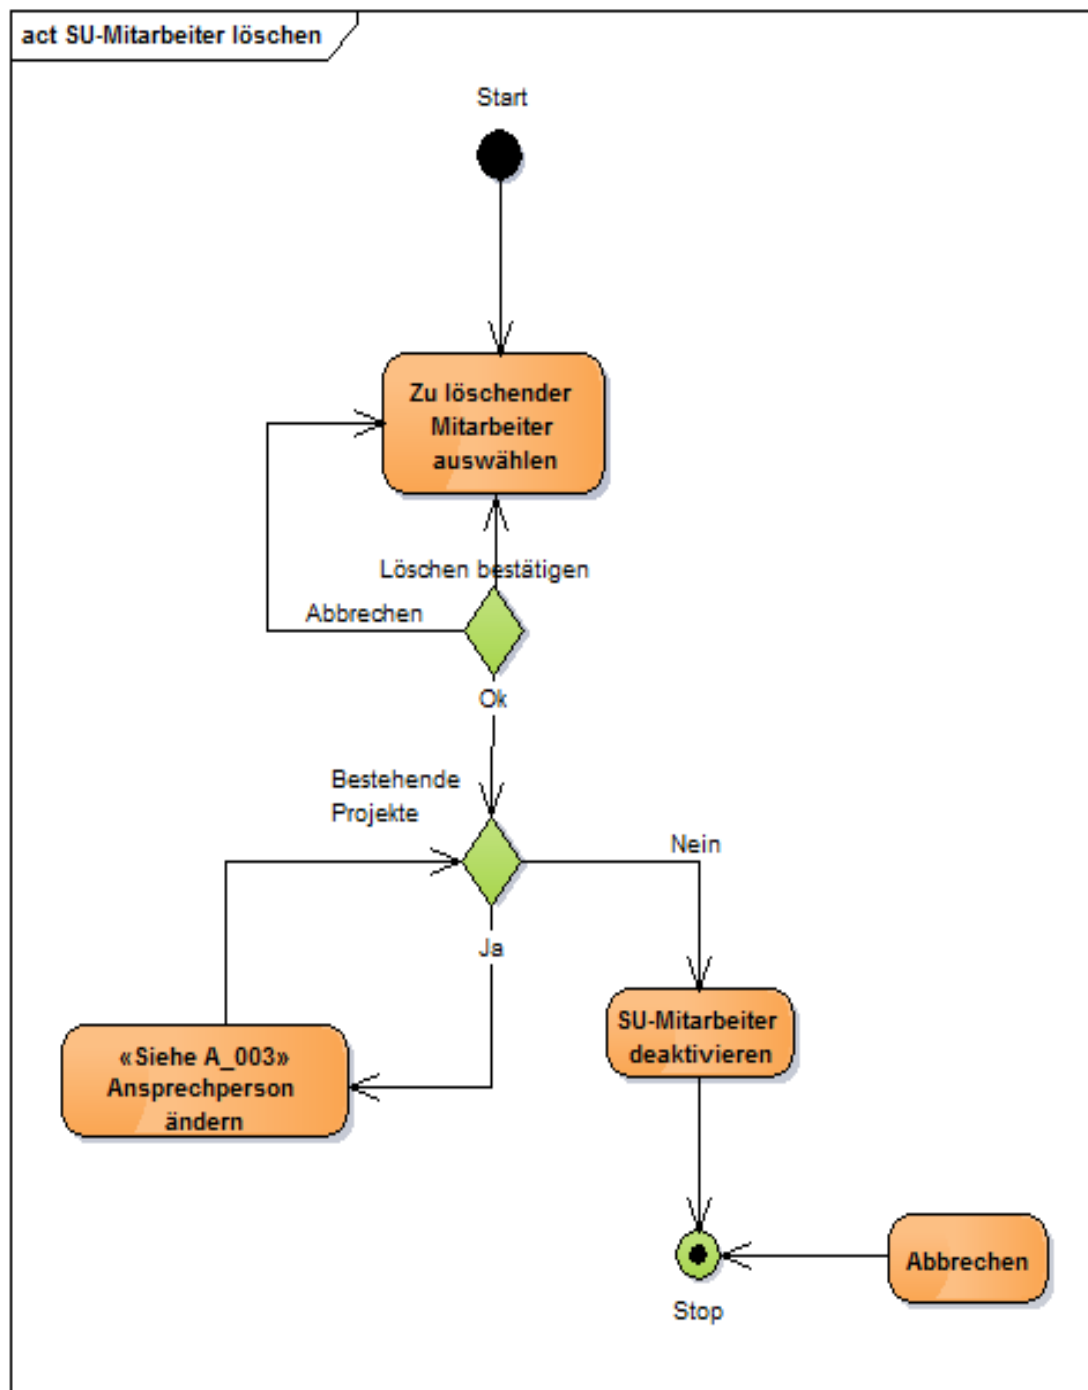 act SU-Mitarbeiter löschen
Start
Zu löschender
Mitarbeiter
auswählen
Löschen bestätigen
Abbrechen
Ok
Bestehende
Projekte
Nein
Ja
SU-Mitarbeiter
deaktivieren
«Siehe A_003»
Ansprechperson
ändern
Abbrechen
Stop